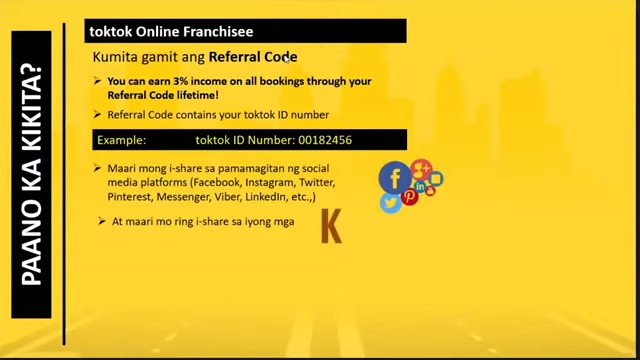 PAANO KA KIKITA?
toktok Online Franchisee
Kumita gamit ang Referral Code
You can earn 3% income on all bookings through your
Referral Code lifetime!
Referral Code contains your toktok ID number
Example: toktok ID Number: 00182456
Maari mong i-share sa pamamagitan ng social
media platforms (Facebook, Instagram, Twitter,
Pinterest, Messenger, Viber, LinkedIn, etc.,)
At maari mo ring i-share sa iyong mga
K